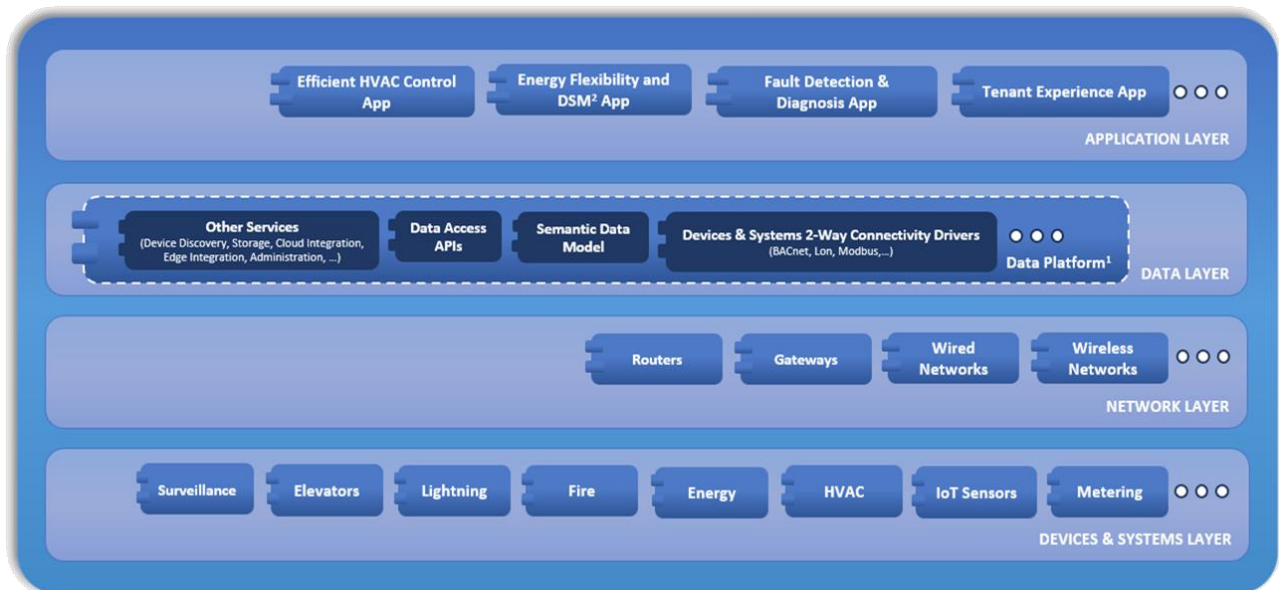 Efficient HVAC Control
App
Energy Flexibility and
DSM² App
Fault Detection &
Diagnosis App
Tenant Experience App
APPLICATION LAYER
Other Services
(Device Discovery, Storage, Cloud Integration,
Edge Integration, Administration, ...)
Data Access
APIs
Semantic Data
Model
Devices & Systems 2-Way Connectivity Drivers
(BACnet, Lon, Modbus,...)
Data Platform¹
DATA LAYER
Routers
Gateways
Wired
Networks
Wireless
Networks
NETWORK LAYER
Surveillance
Elevators
Lightning
Fire
Energy
HVAC
IoT Sensors
Metering
DEVICES & SYSTEMS LAYER